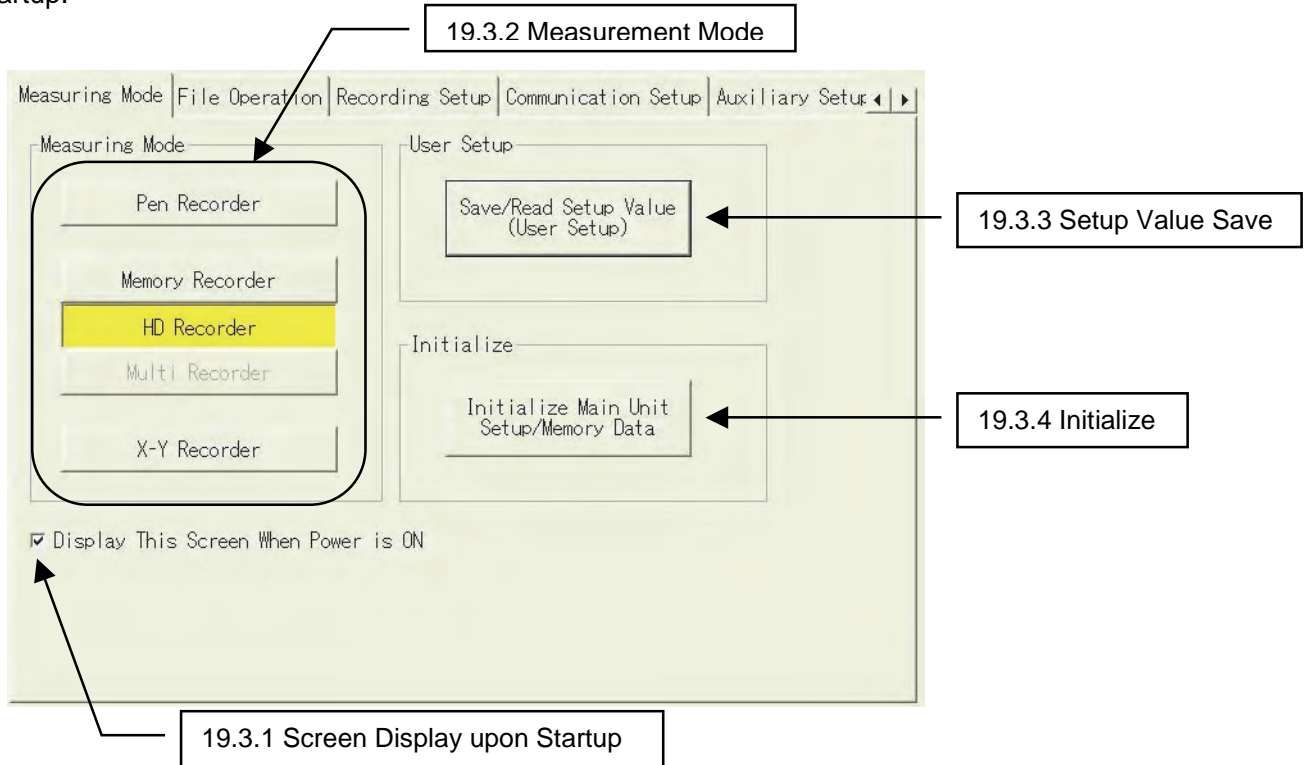 19.3.2 Measurement Mode
Measuring Mode File Operation Recording Setup Communication Setup Auxiliary
Measuring Mode
Pen Recorder
Memory Recorder
HD Recorder
Multi Recorder
X-Y Recorder
User Setup
Save/Read Setup Value
(User Setup)
19.3.3 Setup Value Save
Initialize
Initialize Main Unit
Setup/Memory Data
19.3.4 Initialize
Display This Screen When Power is ON
19.3.1 Screen Display upon Startup